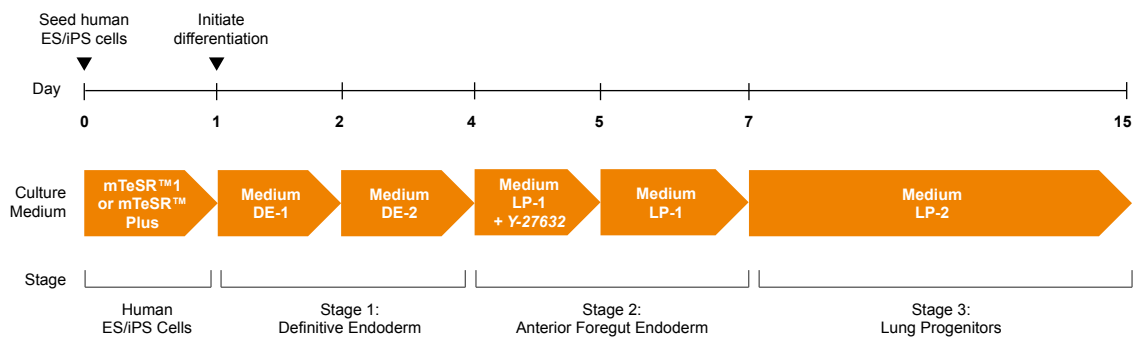 Seed human
ES/iPS cells
Initiate
differentiation
Day
0 1 2 4 5 7 15
Culture
Medium
mTeSR™1
or mTeSR™
Plus
Medium
DE-1
Medium
DE-2
Medium
LP-1
+ Y-27632
Medium
LP-1
Medium
LP-2
Stage
Human
ES/iPS Cells
Stage 1:
Definitive Endoderm
Stage 2:
Anterior Foregut Endoderm
Stage 3:
Lung Progenitors